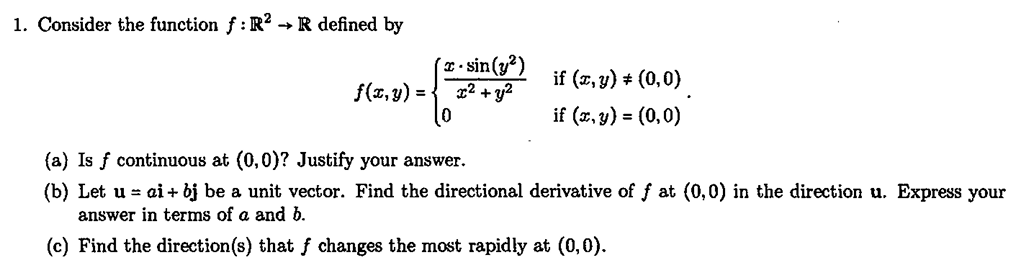 1. Consider the function f : ℝ² → ℝ defined by
f(x, y) = { x · sin(y²) / x² + y² if (x, y) ≠ (0, 0)
0 if (x, y) = (0, 0) .
(a) Is f continuous at (0, 0)? Justify your answer.
(b) Let u = ai + bj be a unit vector. Find the directional derivative of f at (0, 0) in the direction u. Express your
answer in terms of a and b.
(c) Find the direction(s) that f changes the most rapidly at (0, 0).